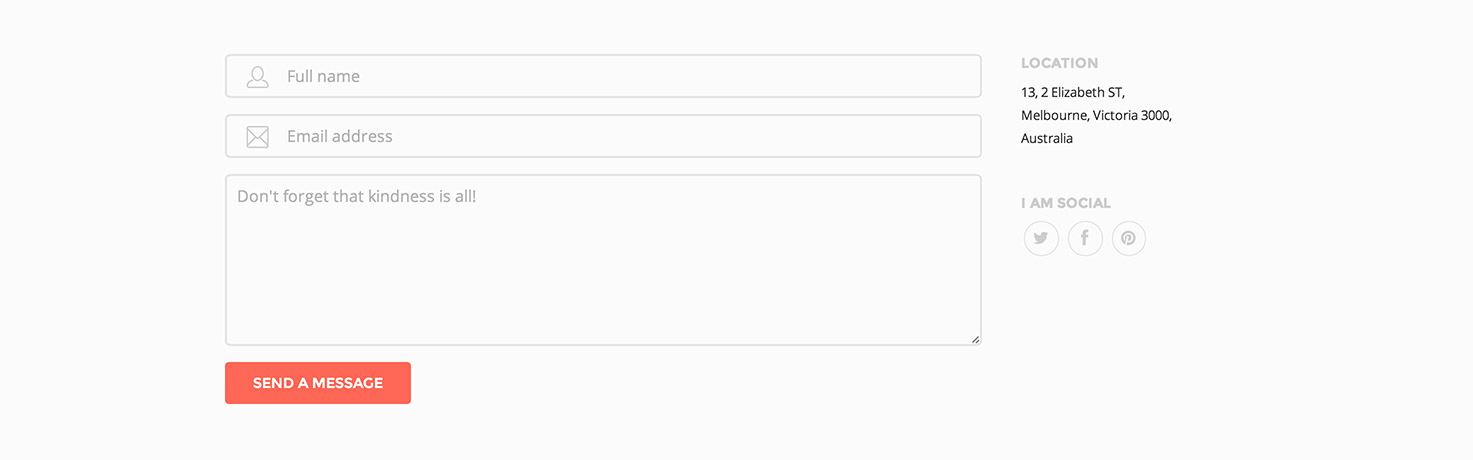 Full name
Email address
Don't forget that kindness is all!
SEND A MESSAGE
LOCATION
13, 2 Elizabeth ST,
Melbourne, Victoria 3000,
Australia
I AM SOCIAL